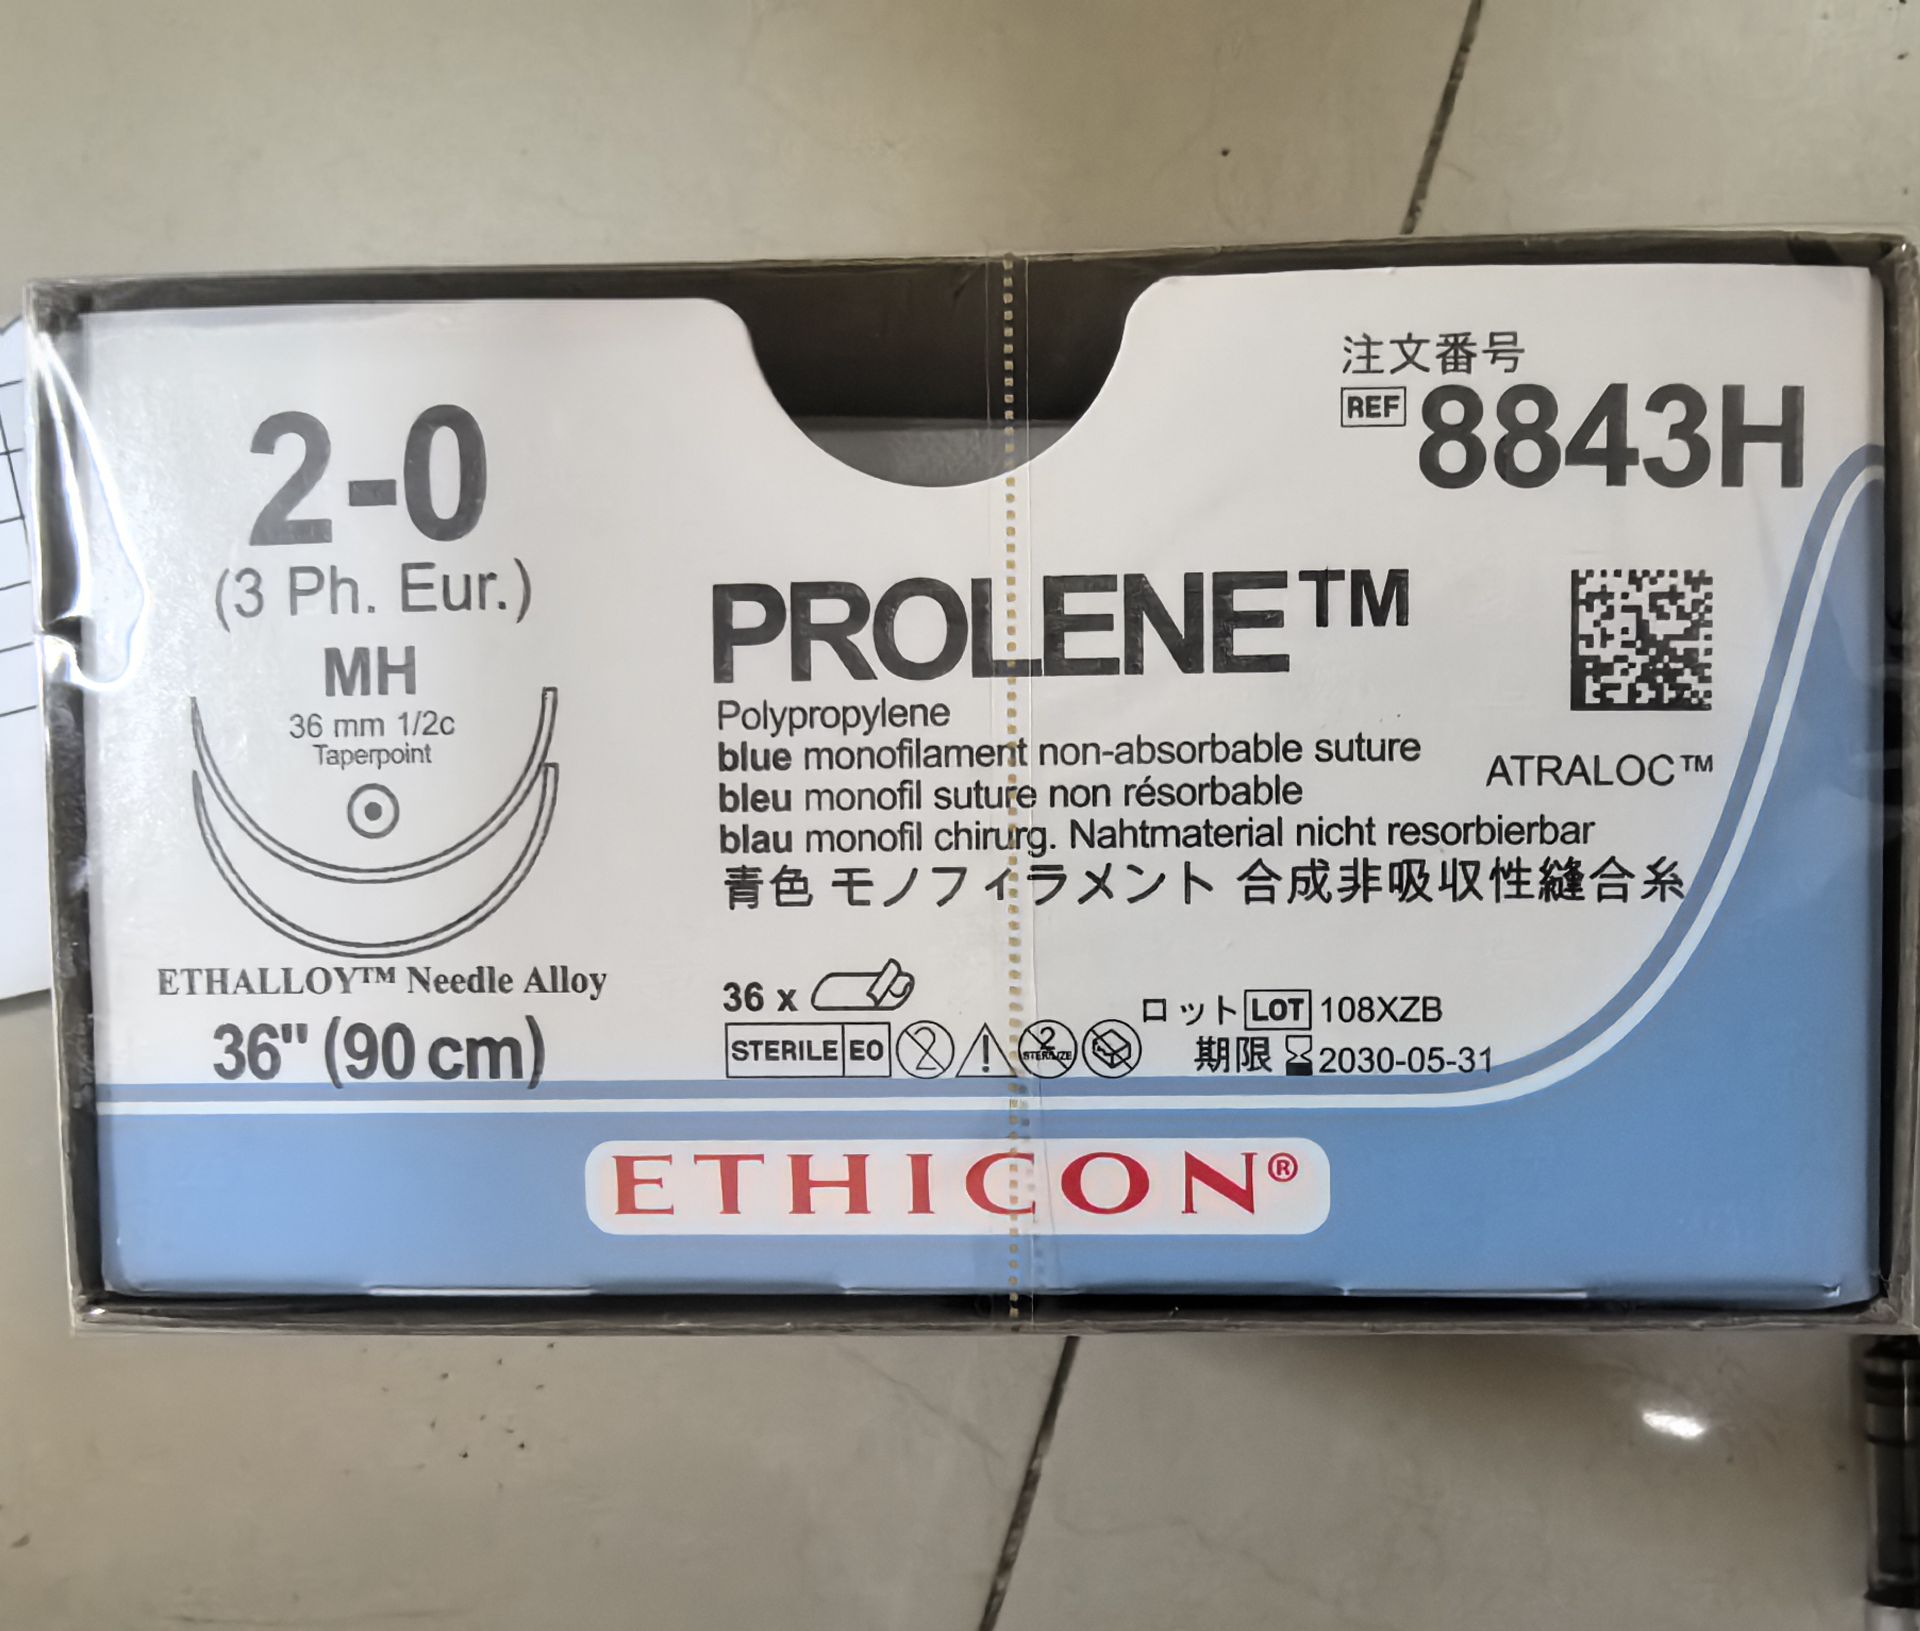 2-0
(3 Ph. Eur.)
MH
36 mm 1/2c
Taperpoint
ETHALLOY™ Needle Alloy
36" (90 cm)
注文番号
REF 8843H
PROLENE™
Polypropylene
ATRALOC™
blue monofilament non-absorbable suture
bleu monofil suture non résorbable
blau monofil chirurg. Nahtmaterial nicht resorbierbar
青色 モノフィラメント 合成非吸収性縫合糸
36 x
STERILE EO 2 ! 2 STERILIZE
ロット LOT 108XZB
期限 2030-05-31
ETHICON®